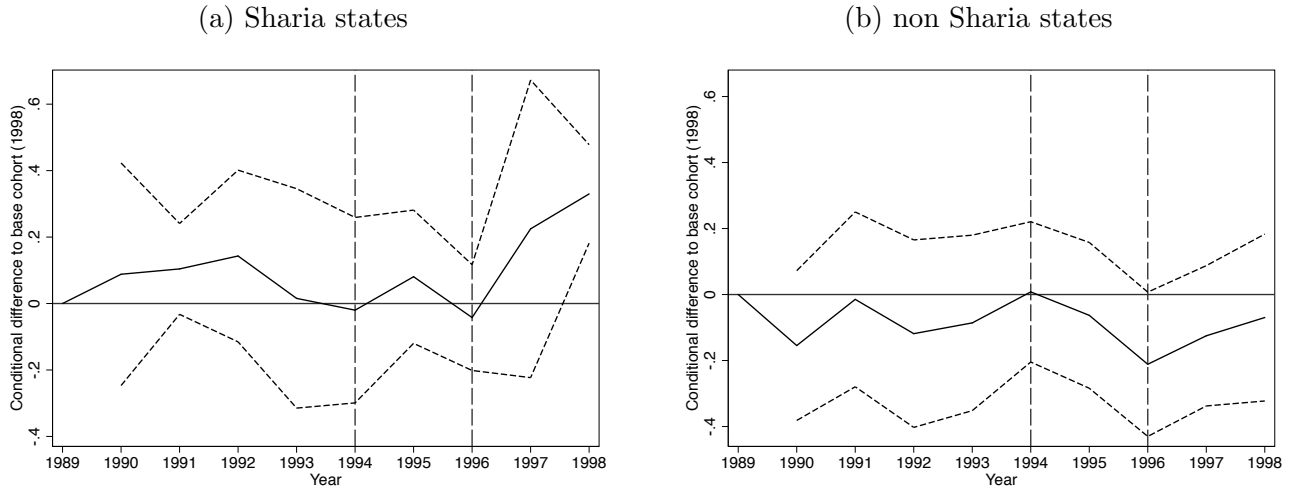 (a) Sharia states
Conditional difference to base cohort (1998)
.6
.4
.2
0
-.2
-.4
1989 1990 1991 1992 1993 1994 1995 1996 1997 1998
Year
(b) non Sharia states
Conditional difference to base cohort (1998)
.6
.4
.2
0
-.2
-.4
1989 1990 1991 1992 1993 1994 1995 1996 1997 1998
Year